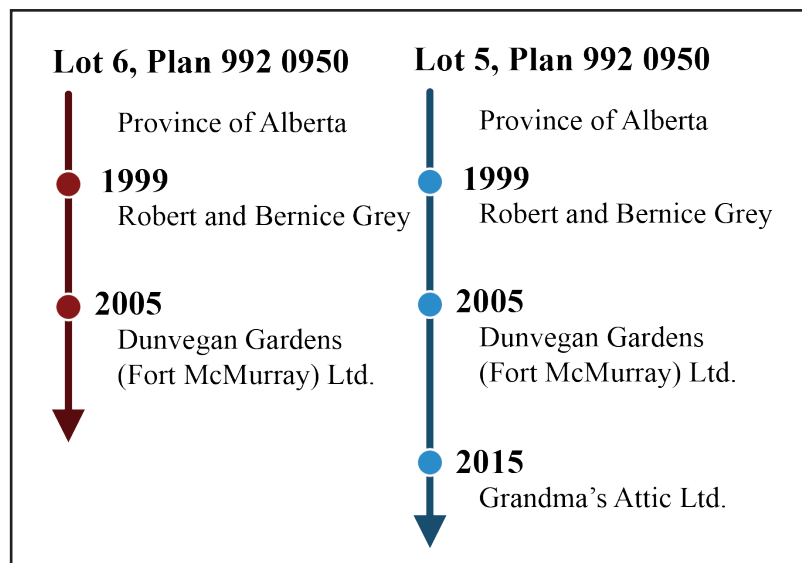 Lot 6, Plan 992 0950
Province of Alberta
1999
Robert and Bernice Grey
2005
Dunvegan Gardens
(Fort McMurray) Ltd.
Lot 5, Plan 992 0950
Province of Alberta
1999
Robert and Bernice Grey
2005
Dunvegan Gardens
(Fort McMurray) Ltd.
2015
Grandma’s Attic Ltd.